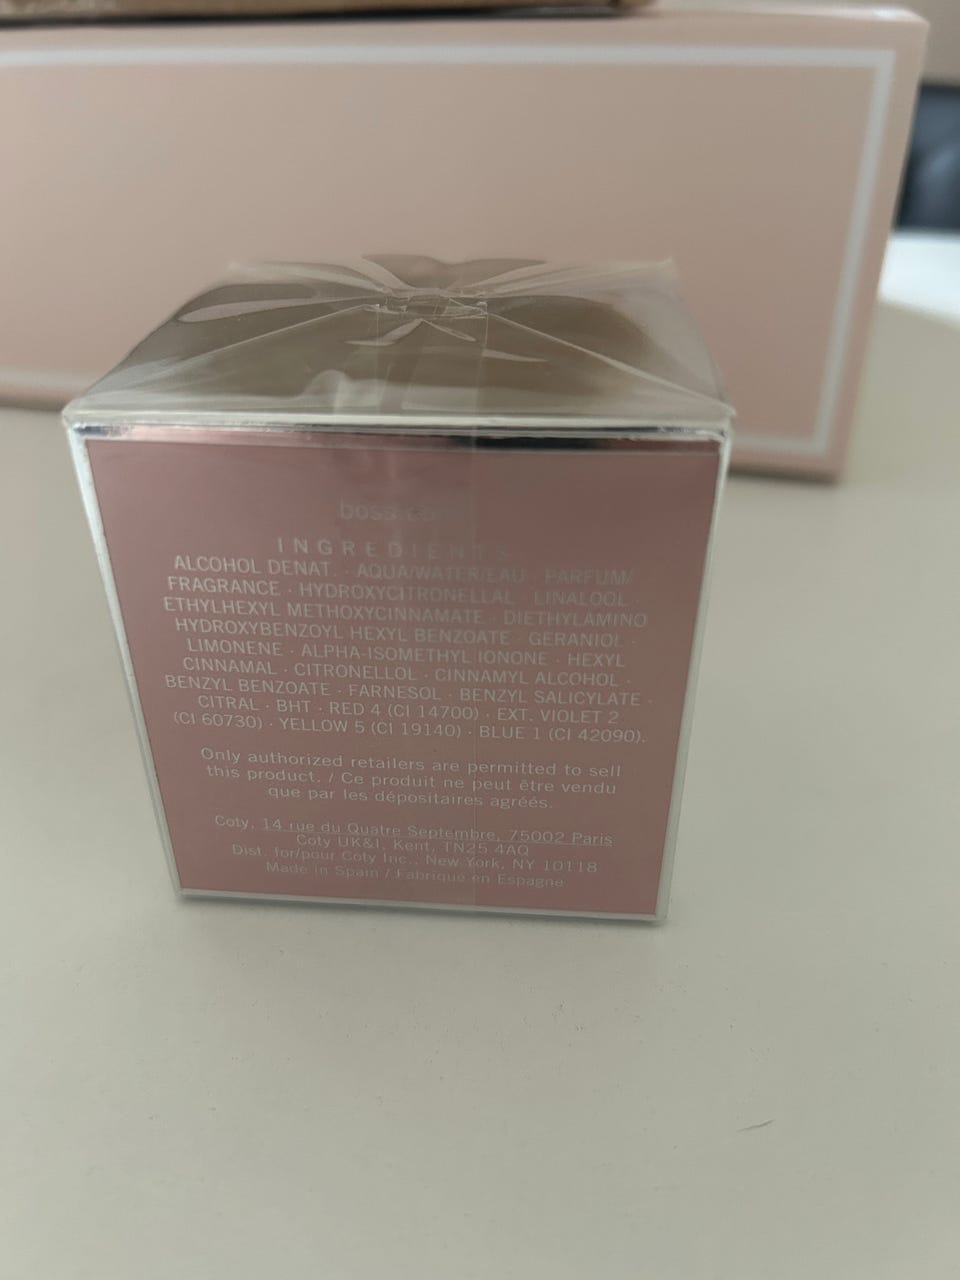 boss.co
INGREDIENTS
ALCOHOL DENAT. · AQUA/WATER/EAU · PARFUM/
FRAGRANCE · HYDROXYCITRONELLAL · LINALOOL ·
ETHYLHEXYL METHOXYCINNAMATE · DIETHYLAMINO
HYDROXYBENZOYL HEXYL BENZOATE · GERANIOL ·
LIMONENE · ALPHA-ISOMETHYL IONONE · HEXYL
CINNAMAL · CITRONELLOL · CINNAMYL ALCOHOL ·
BENZYL BENZOATE · FARNESOL · BENZYL SALICYLATE ·
CITRAL · BHT · RED 4 (CI 14700) · EXT. VIOLET 2
(CI 60730) · YELLOW 5 (CI 19140) · BLUE 1 (CI 42090).
Only authorized retailers are permitted to sell
this product. / Ce produit ne peut être vendu
que par les dépositaires agréés.
Coty, 14 rue du Quatre Septembre, 75002 Paris
Coty UK&I, Kent, TN25 4AQ
Dist. for/pour Coty Inc., New York, NY 10118
Made in Spain / Fabriqué en Espagne